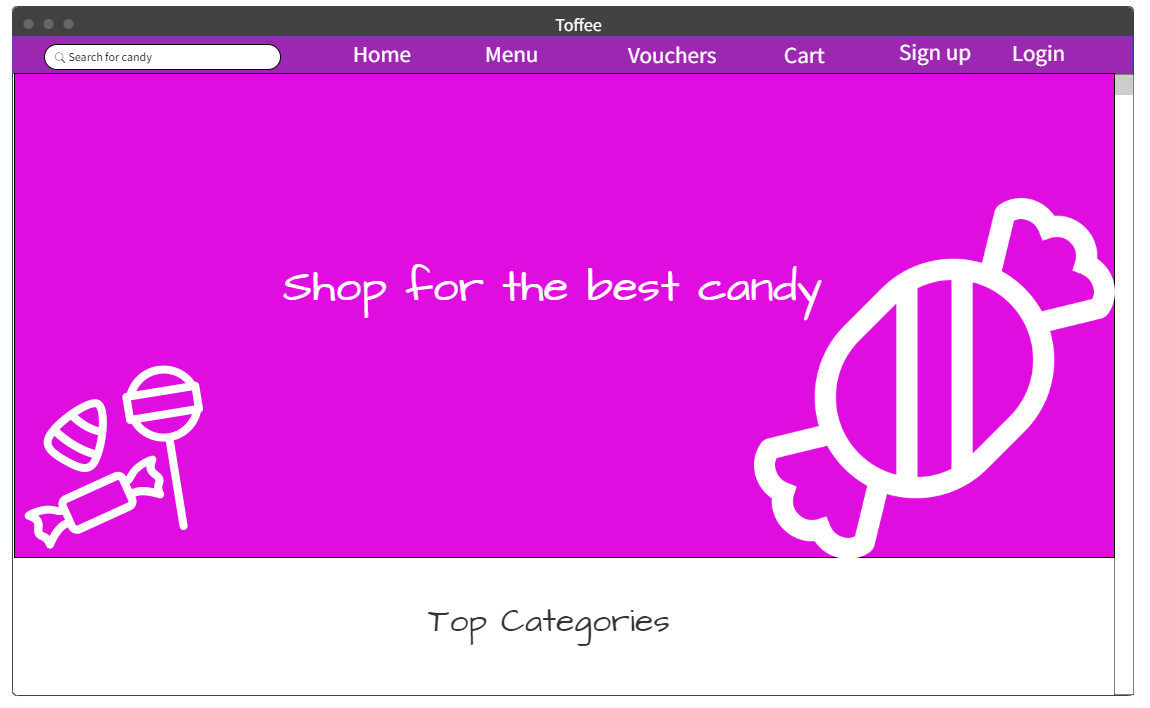 Toffee
Search for candy Home Menu Vouchers Cart Sign up Login
Shop for the best candy
Top Categories